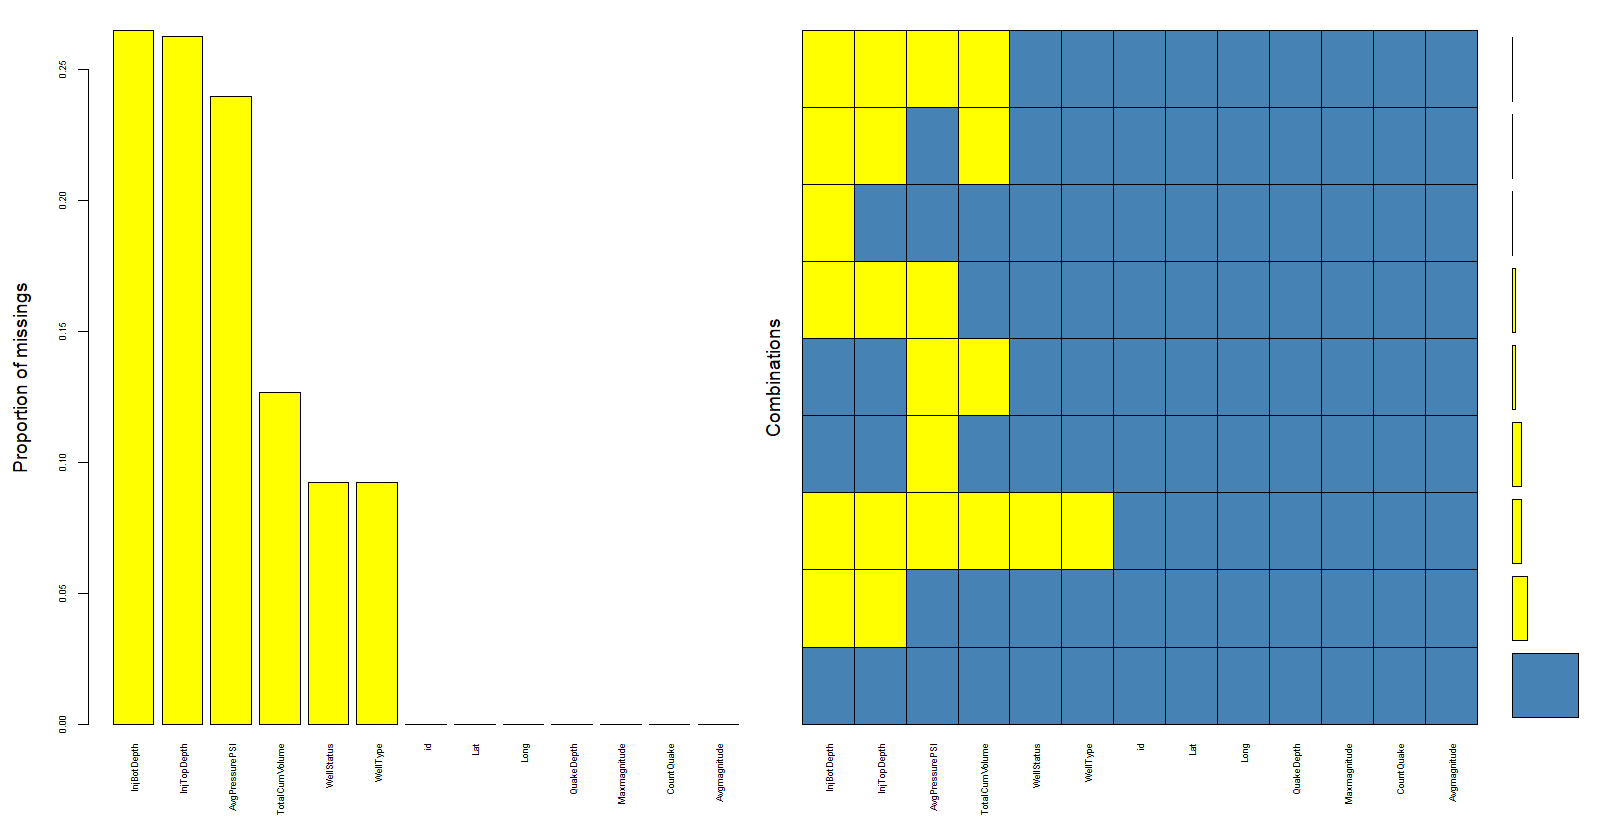 Proportion of missings
0.25
0.20
0.15
0.10
0.05
0.00
InjBotDepth
InjTopDepth
AvgPressurePSI
TotalCumVolume
WellStatus
WellType
id
Lat
Long
QuakeDepth
Maxmagnitude
CountQuake
Avgmagnitude
Combinations
InjBotDepth
InjTopDepth
AvgPressurePSI
TotalCumVolume
WellStatus
WellType
id
Lat
Long
QuakeDepth
Maxmagnitude
CountQuake
Avgmagnitude